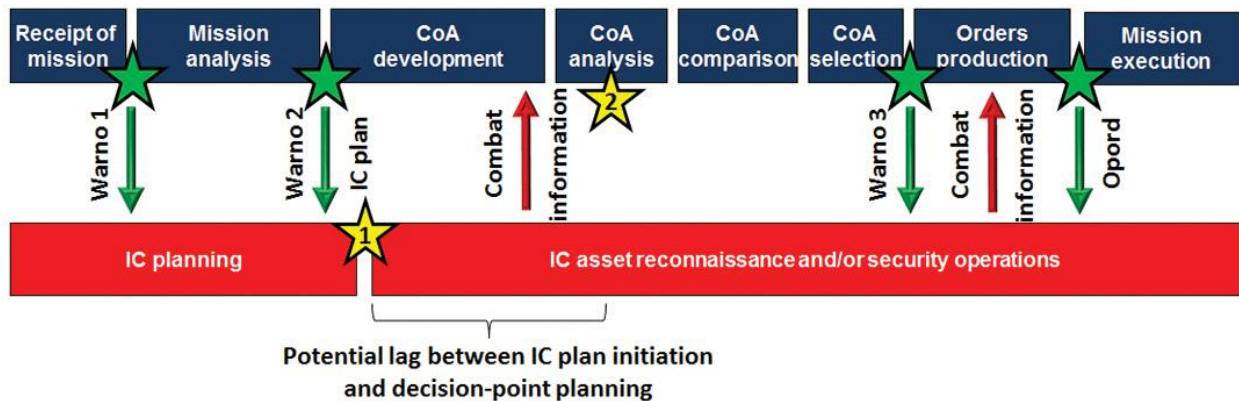 Receipt of
mission
Mission
analysis
CoA
development
CoA
analysis
CoA
comparison
CoA
selection
Orders
production
Mission
execution
2
Warno 1
Warno 2
IC plan
Combat
information
Warno 3
Combat
information
Opord
1
IC planning
IC asset reconnaissance and/or security operations
Potential lag between IC plan initiation
and decision-point planning